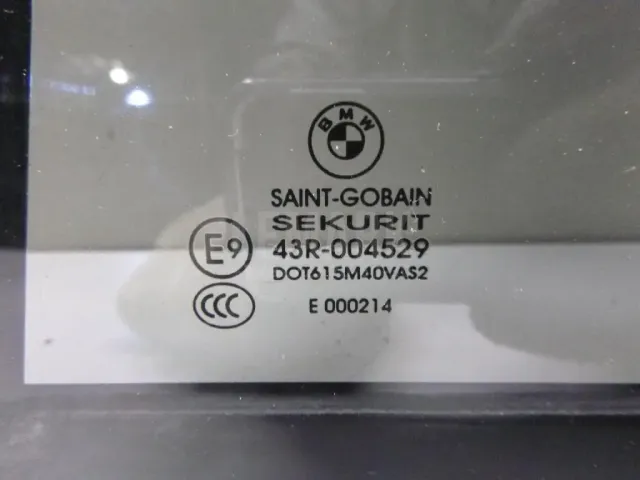 BMW
SAINT-GOBAIN
SEKURIT
E9 43R-004529
DOT615M40VAS2
CCC E 000214